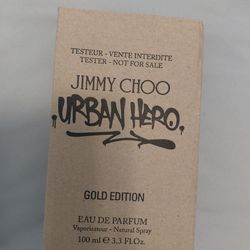 TESTEUR - VENTE INTERDITE
TESTER - NOT FOR SALE
JIMMY CHOO
URBAN HERO
GOLD EDITION
EAU DE PARFUM
Vaporisateur - Natural Spray
100 ml ℮ 3.3 FL.Oz.